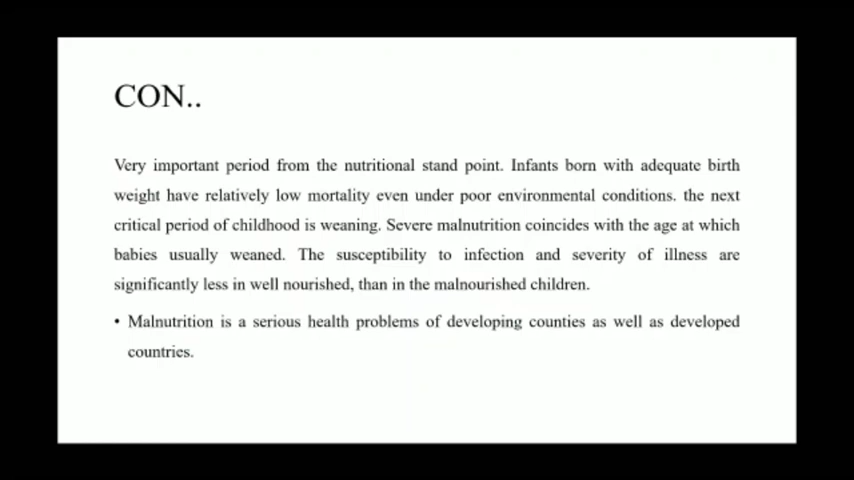 CON..
Very important period from the nutritional stand point. Infants born with adequate birth
weight have relatively low mortality even under poor environmental conditions. the next
critical period of childhood is weaning. Severe malnutrition coincides with the age at which
babies usually weaned. The susceptibility to infection and severity of illness are
significantly less in well nourished, than in the malnourished children.
• Malnutrition is a serious health problems of developing counties as well as developed
countries.